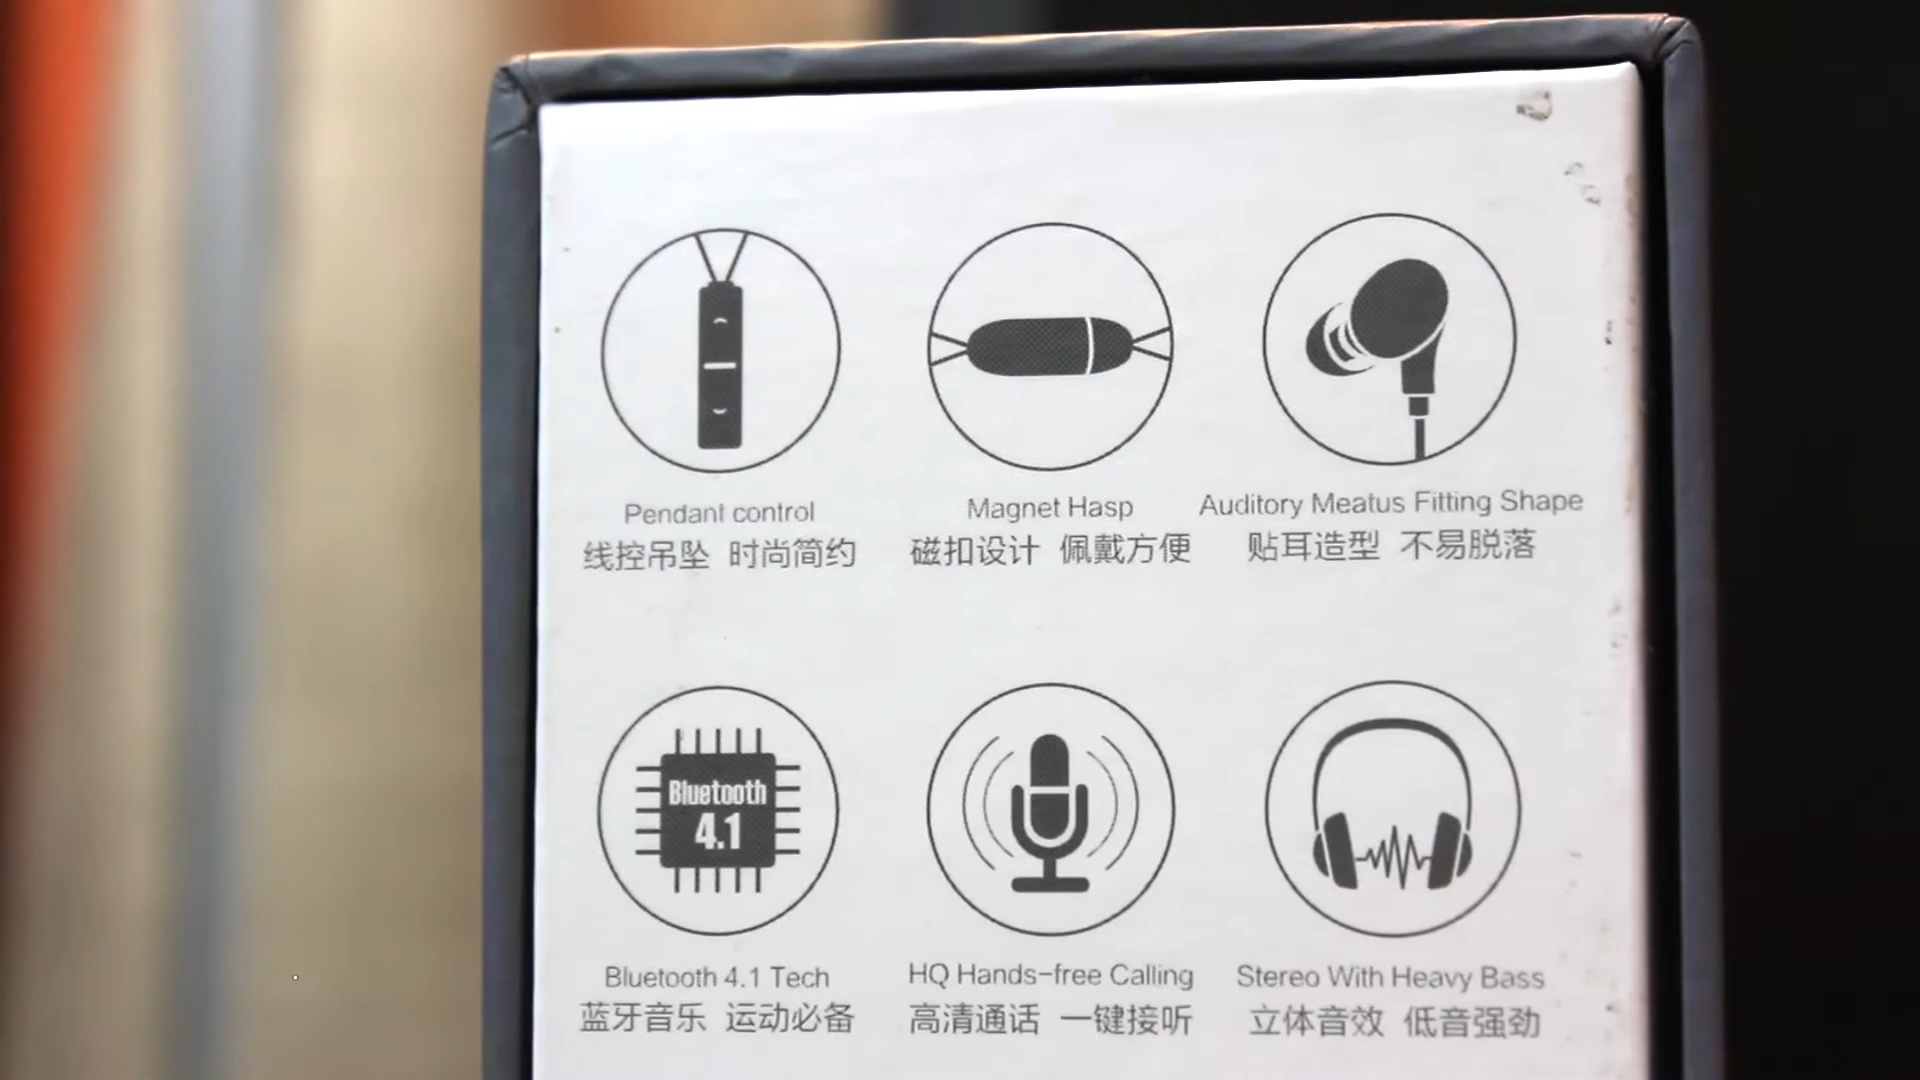 Pendant control
线控吊坠 时尚简约
Magnet Hasp
磁扣设计 佩戴方便
Auditory Meatus Fitting Shape
贴耳造型 不易脱落
Bluetooth
4.1
Bluetooth 4.1 Tech
蓝牙音乐 运动必备
HQ Hands-free Calling
高清通话 一键接听
Stereo With Heavy Bass
立体音效 低音强劲